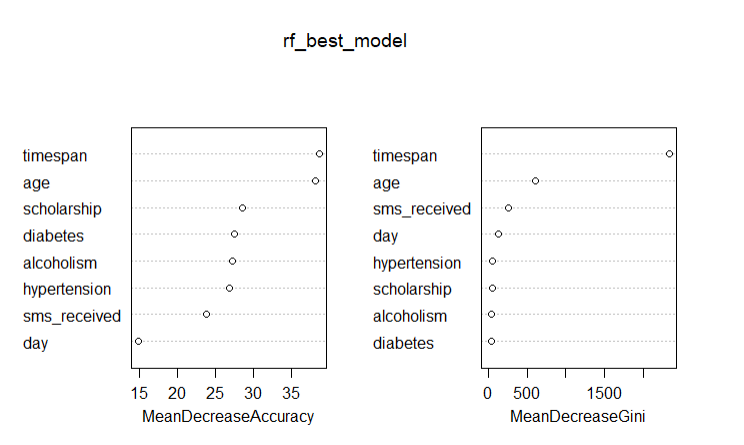 rf_best_model
timespan
age
scholarship
diabetes
alcoholism
hypertension
sms_received
day
15 20 25 30 35
MeanDecreaseAccuracy
timespan
age
sms_received
day
hypertension
scholarship
alcoholism
diabetes
0 500 1500
MeanDecreaseGini